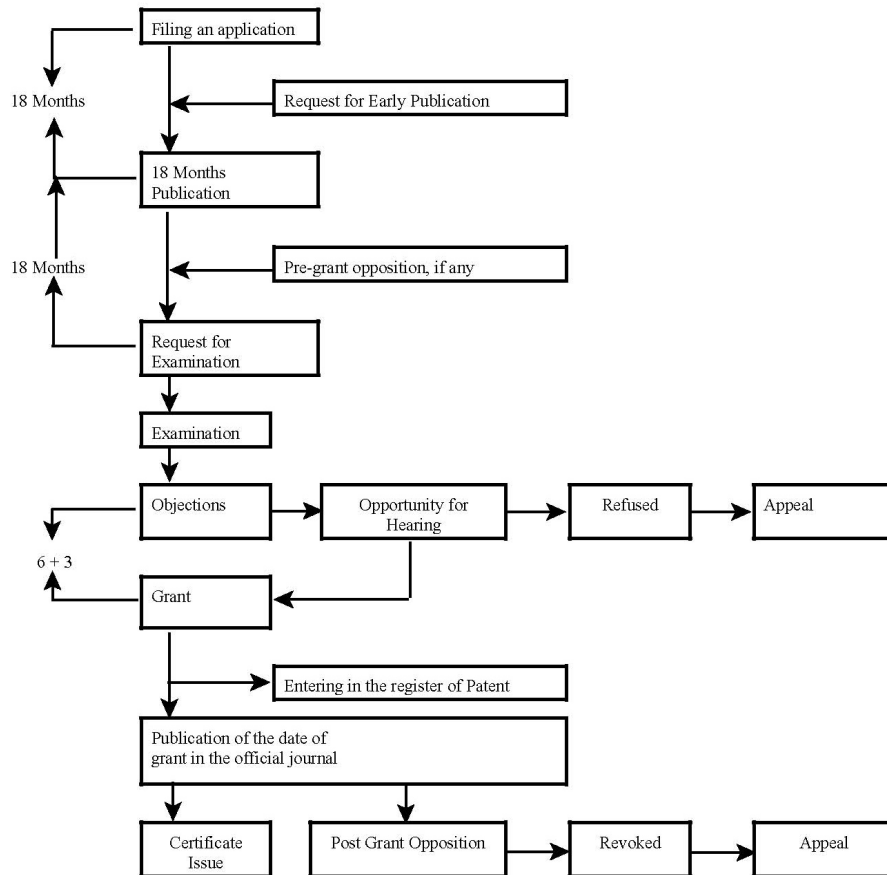 Filing an application
18 Months
Request for Early Publication
18 Months
Publication
18 Months
Pre-grant opposition, if any
Request for
Examination
Examination
Objections
Opportunity for
Hearing
Refused
Appeal
6 + 3
Grant
Entering in the register of Patent
Publication of the date of
grant in the official journal
Certificate
Issue
Post Grant Opposition
Revoked
Appeal